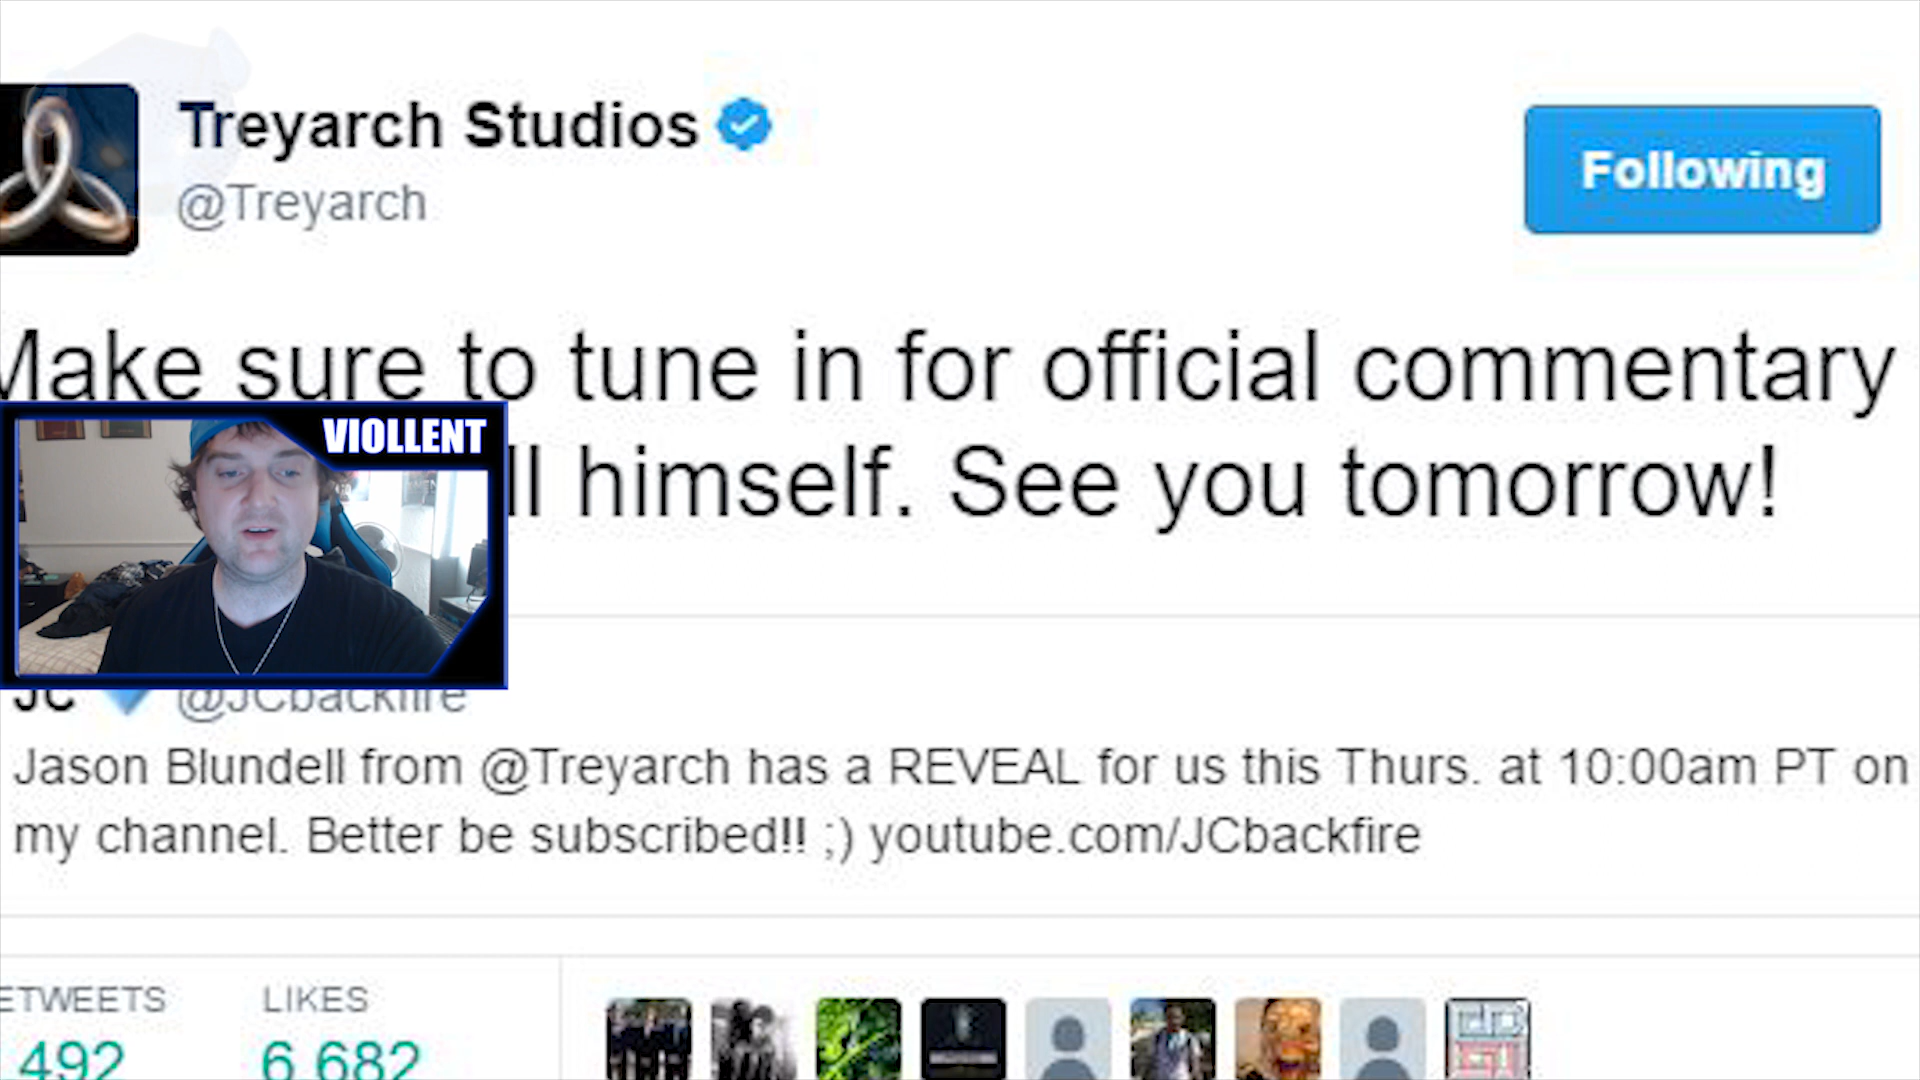 Treyarch Studios
@Treyarch
Following
Make sure to tune in for official commentary
VIOLLENT
himself. See you tomorrow!
JC @JCbackfire
Jason Blundell from @Treyarch has a REVEAL for us this Thurs. at 10:00am PT on
my channel. Better be subscribed!! ;) youtube.com/JCbackfire
ETWEETS LIKES
492 6,682